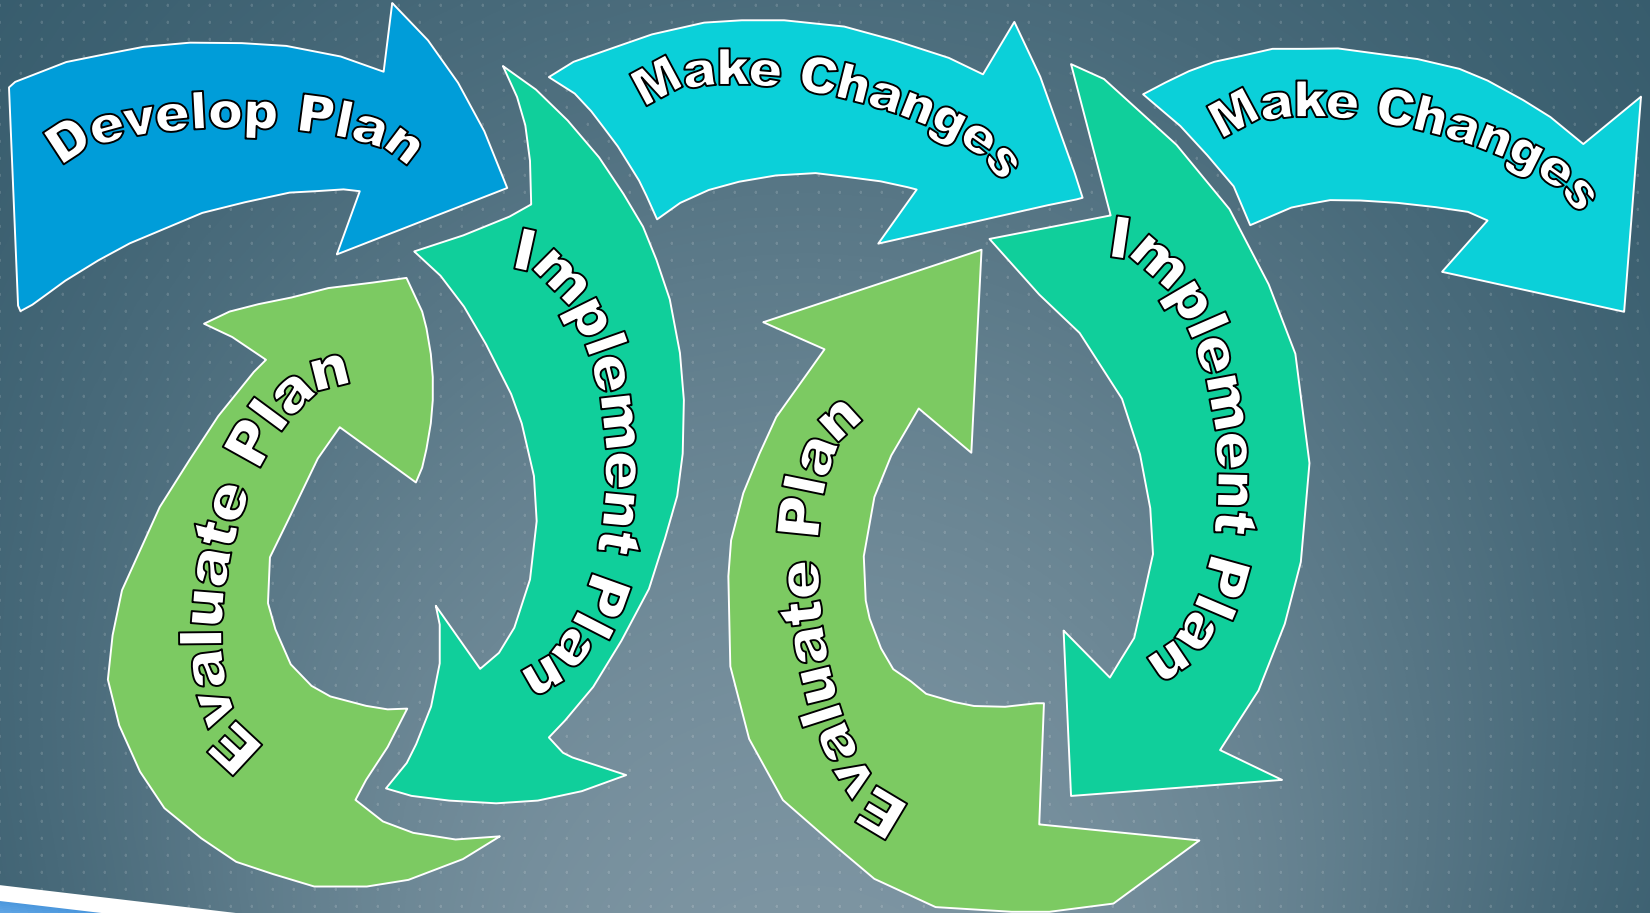 Develop Plan
Implement Plan
Evaluate Plan
Make Changes
Implement Plan
Evaluate Plan
Make Changes